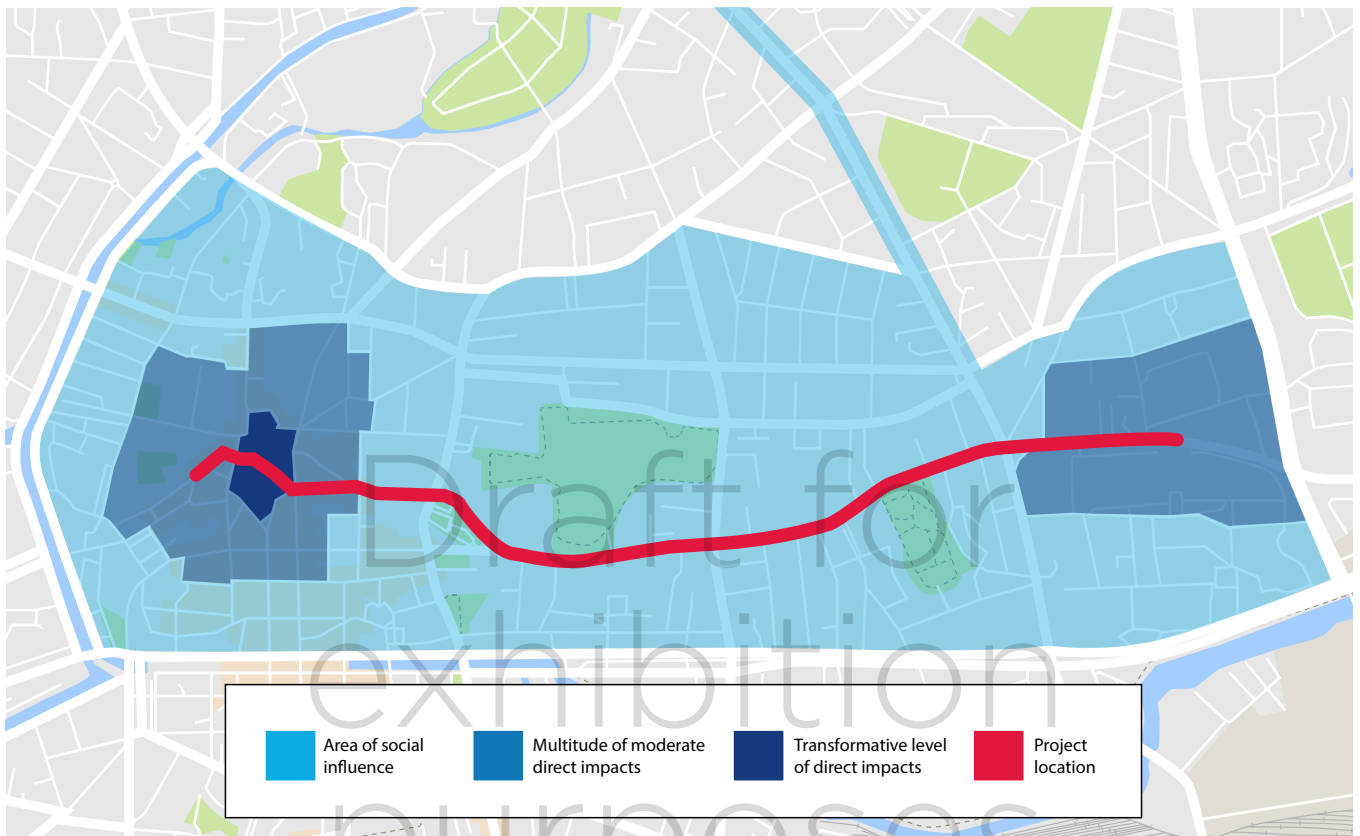 Draft for
exhibition
purposes
Area of social
influence
Multitude of moderate
direct impacts
Transformative level
of direct impacts
Project
location